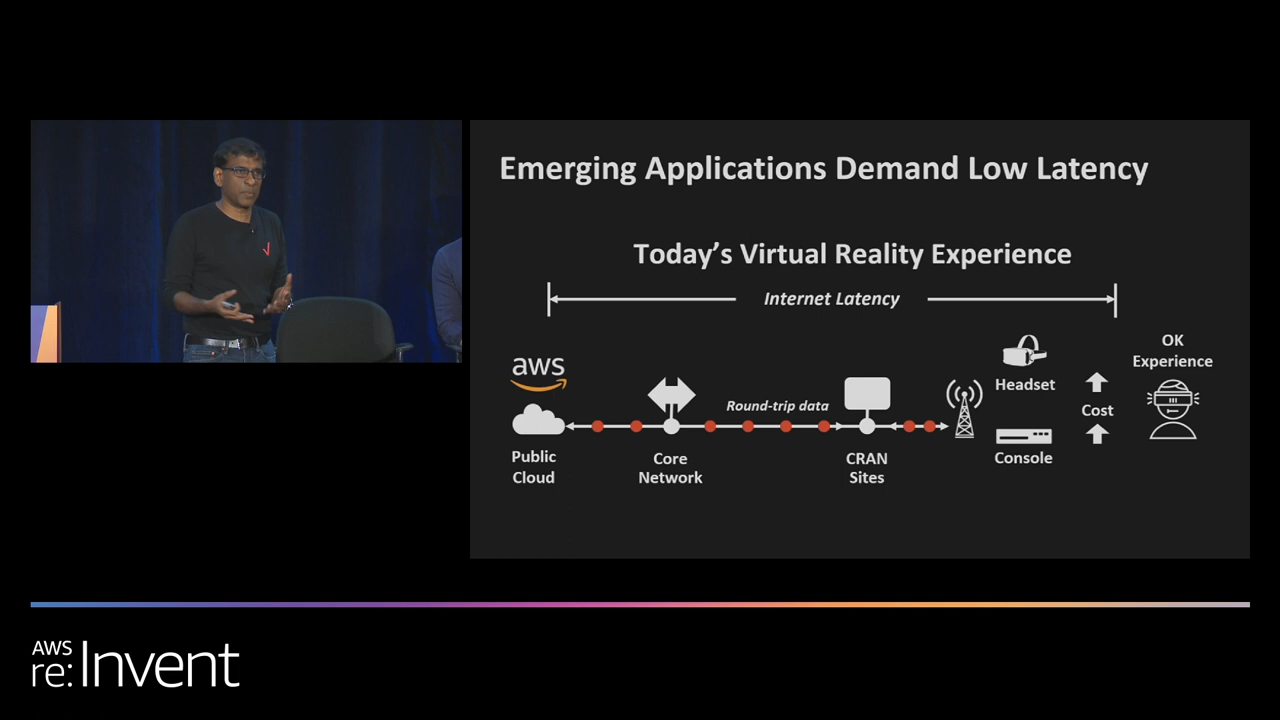 Emerging Applications Demand Low Latency
Today's Virtual Reality Experience
Internet Latency
aws
Public
Cloud
Core
Network
Round-trip data
CRAN
Sites
Headset
Console
Cost
OK
Experience
AWS
re:Invent